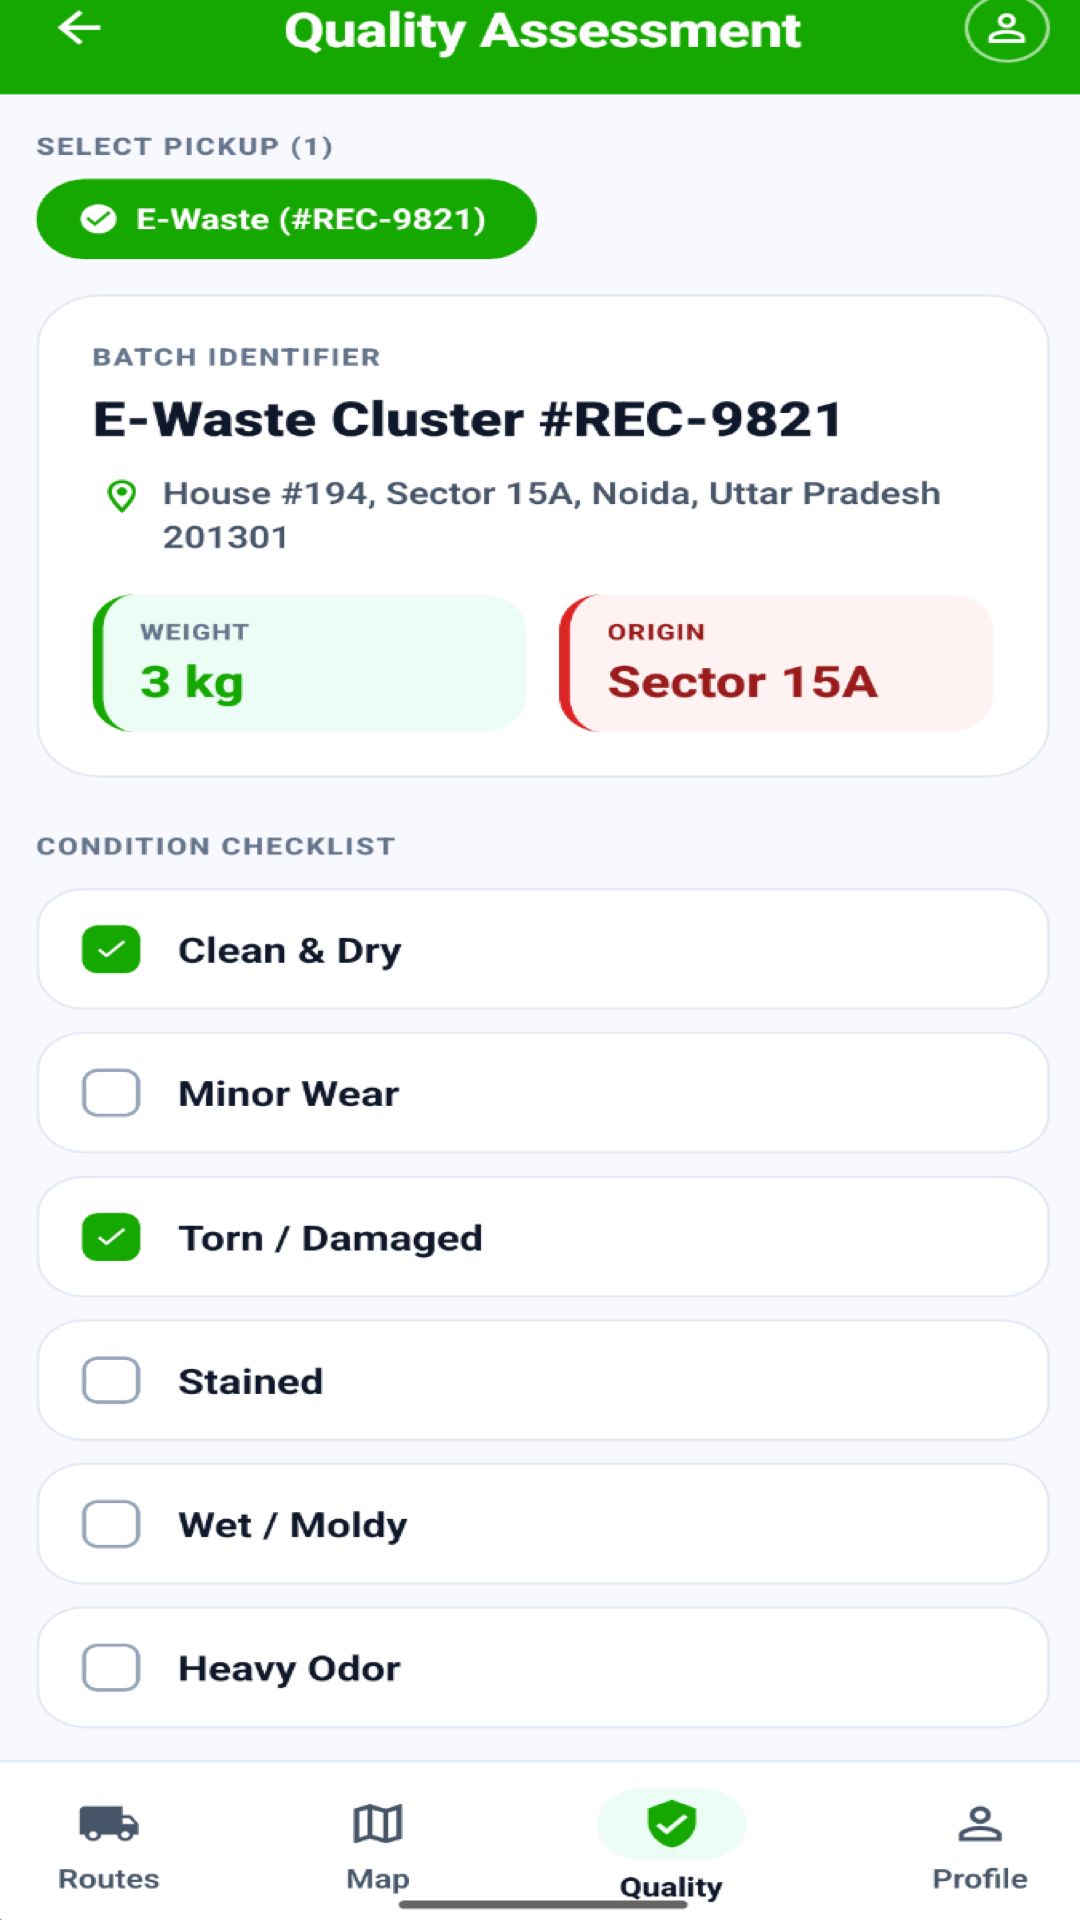 Quality Assessment
SELECT PICKUP (1)
E-Waste (#REC-9821)
BATCH IDENTIFIER
E-Waste Cluster #REC-9821
House #194, Sector 15A, Noida, Uttar Pradesh
201301
WEIGHT
3 kg
ORIGIN
Sector 15A
CONDITION CHECKLIST
Clean & Dry
Minor Wear
Torn / Damaged
Stained
Wet / Moldy
Heavy Odor
Routes
Map
Quality
Profile